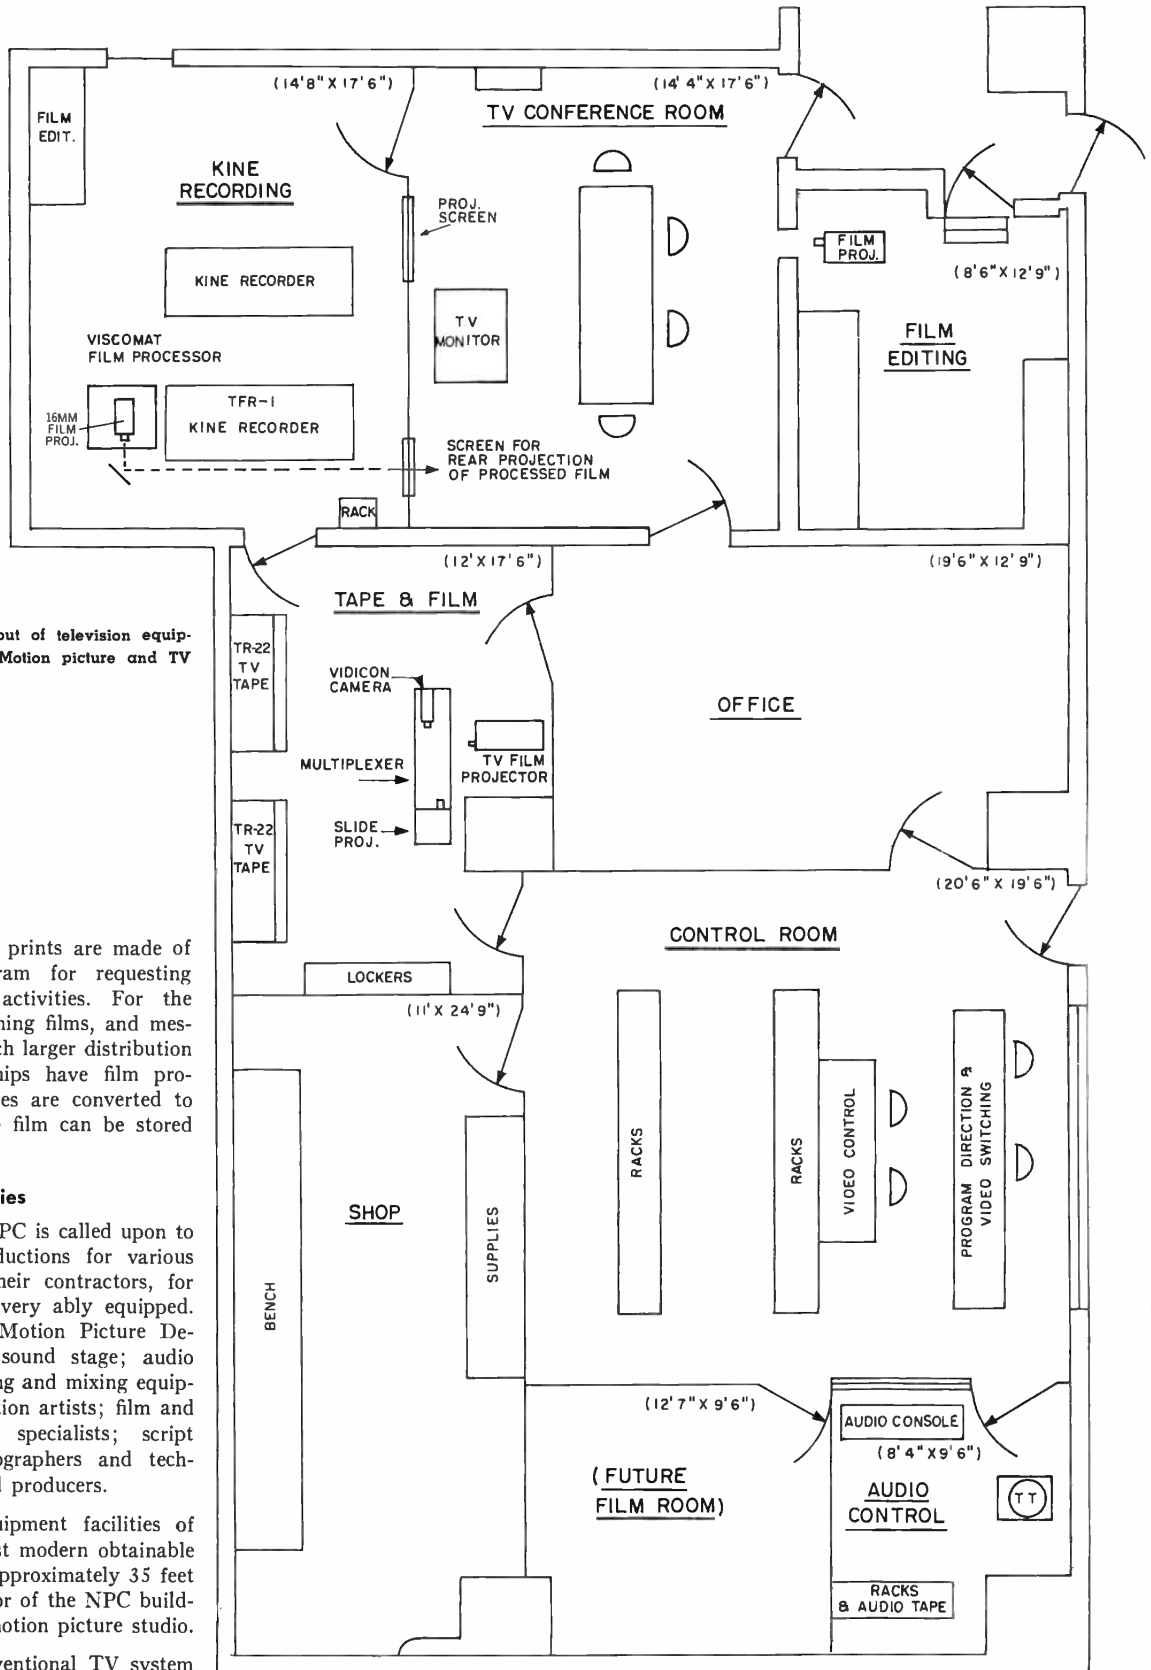 (14'8"X 17'6")
(14' 4"X 17'6")
TV CONFERENCE ROOM
FILM
EDIT.
KINE
RECORDING
PROJ.
SCREEN
FILM
PROJ.
(8'6"X 12'9")
KINE RECORDER
TV
MONITOR
FILM
EDITING
VISCOMAT
FILM PROCESSOR
TFR-1
KINE RECORDER
16MM
FILM
PROJ.
SCREEN FOR
REAR PROJECTION
OF PROCESSED FILM
RACK
(12'X 17'6")
(19'6"X 12'9")
TAPE & FILM
out of television equip-
Motion picture and TV
TR-22
TV
TAPE
VIDICON
CAMERA
OFFICE
MULTIPLEXER
TV FILM
PROJECTOR
TR-22
TV
TAPE
SLIDE
PROJ.
(20'6"X 19'6")
CONTROL ROOM
LOCKERS
(11'X 24'9")
prints are made of
ram for requesting
activities. For the
ning films, and mes-
ch larger distribution
hips have film pro-
es are converted to
film can be stored
RACKS
RACKS
VIDEO CONTROL
PROGRAM DIRECTION &
VIDEO SWITCHING
SHOP
SUPPLIES
BENCH
ies
PC is called upon to
ductions for various
heir contractors, for
very ably equipped.
Motion Picture De-
sound stage; audio
ng and mixing equip-
tion artists; film and
specialists; script
ographers and tech-
d producers.
uipment facilities of
st modern obtainable
approximately 35 feet
or of the NPC build-
notion picture studio.
ventional TV system
(12'7"X 9'6")
AUDIO CONSOLE
(8'4"X9'6")
(FUTURE
FILM ROOM)
AUDIO
CONTROL
TT
RACKS
& AUDIO TAPE